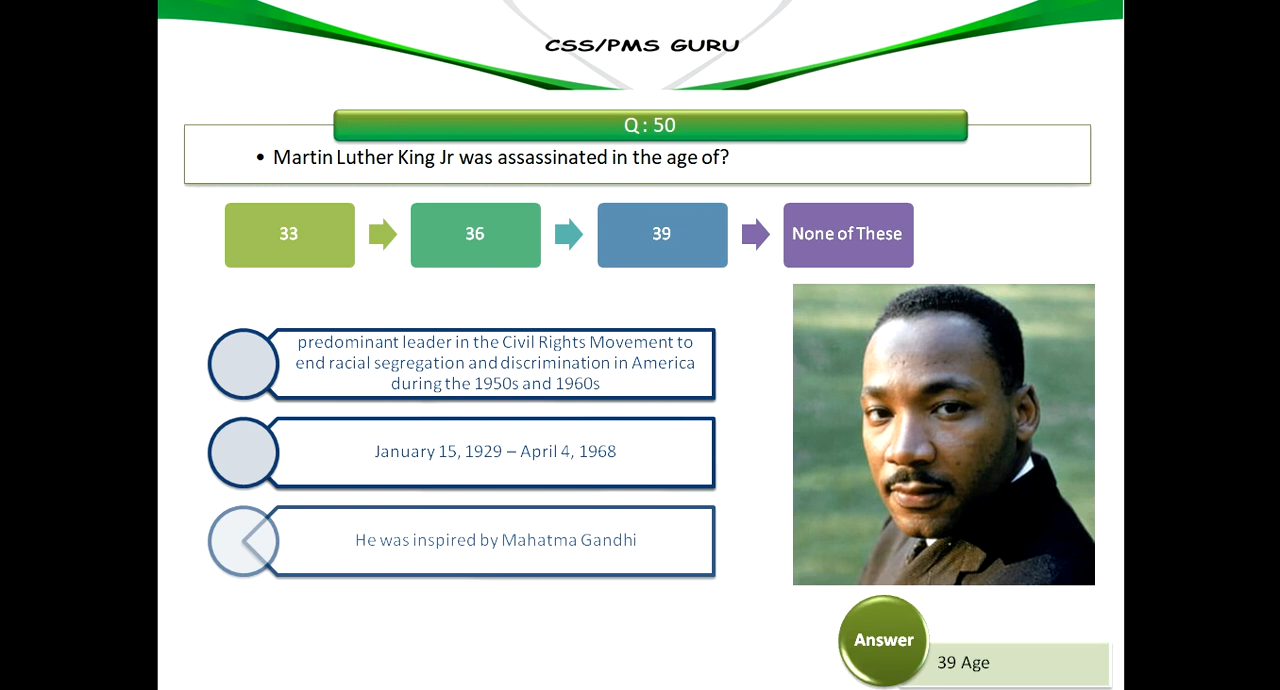 CSS/PMS GURU
Q : 50
• Martin Luther King Jr was assassinated in the age of?
33
36
39
None of These
predominant leader in the Civil Rights Movement to
end racial segregation and discrimination in America
during the 1950s and 1960s
January 15, 1929 – April 4, 1968
He was inspired by Mahatma Gandhi
Answer
39 Age